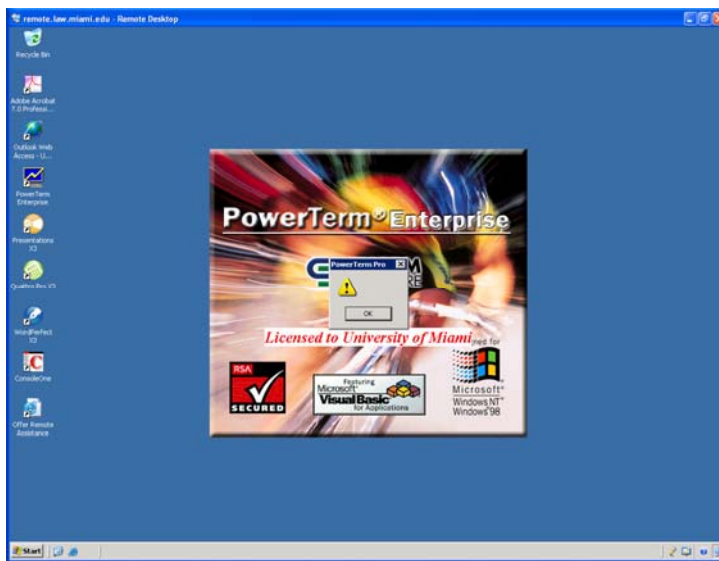 remote.law.miami.edu - Remote Desktop
Recycle Bin
Adobe Acrobat
7.0 Professi...
Outlook Web
Access - U...
PowerTerm
Enterprise
Presentations
X3
Quattro Pro X3
WordPerfect
X3
ConsoleOne
Offer Remote
Assistance
PowerTerm® Enterprise
PowerTerm Pro
OK
Licensed to University of Miami
RSA
SECURED
Featuring
Microsoft®
Visual Basic
for Applications
Microsoft®
Windows NT®
Windows®98
Start